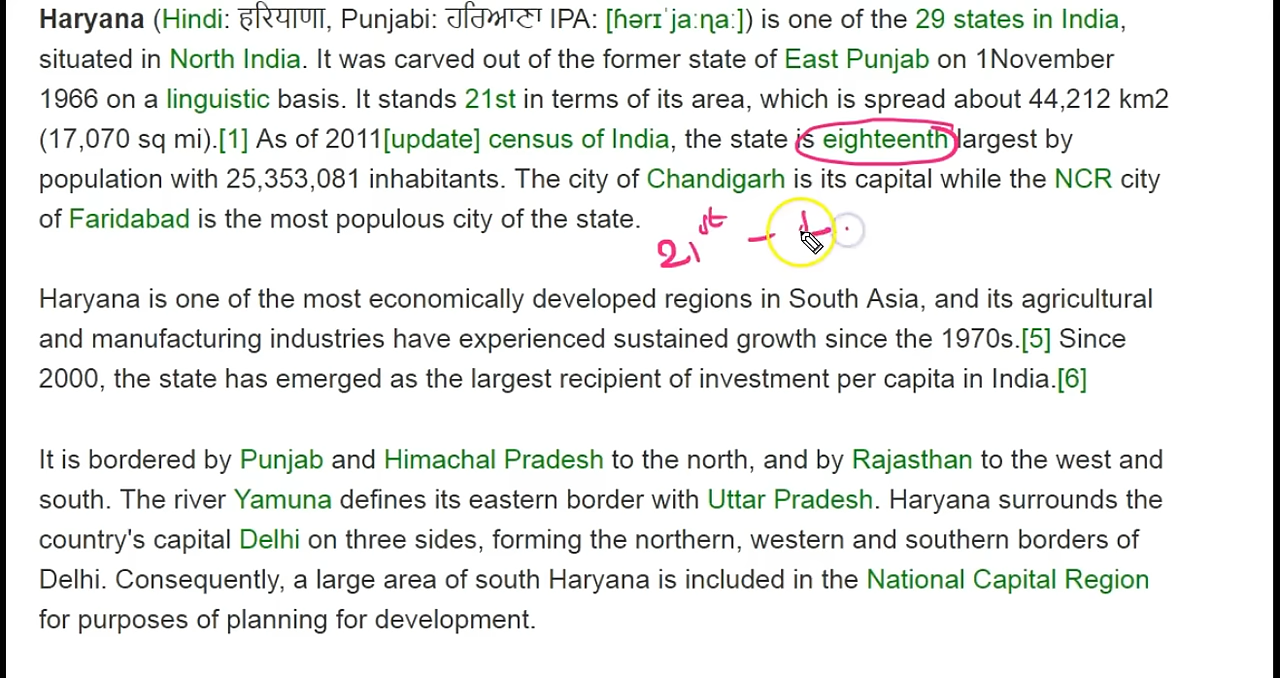 Haryana (Hindi: हरियाणा, Punjabi: ਹਰਿਆਣਾ IPA: [ɦərɪˈjaːɳaː]) is one of the 29 states in India,
situated in North India. It was carved out of the former state of East Punjab on 1November
1966 on a linguistic basis. It stands 21st in terms of its area, which is spread about 44,212 km2
(17,070 sq mi).[1] As of 2011[update] census of India, the state is eighteenth largest by
population with 25,353,081 inhabitants. The city of Chandigarh is its capital while the NCR city
of Faridabad is the most populous city of the state.
21st -
Haryana is one of the most economically developed regions in South Asia, and its agricultural
and manufacturing industries have experienced sustained growth since the 1970s.[5] Since
2000, the state has emerged as the largest recipient of investment per capita in India.[6]
It is bordered by Punjab and Himachal Pradesh to the north, and by Rajasthan to the west and
south. The river Yamuna defines its eastern border with Uttar Pradesh. Haryana surrounds the
country's capital Delhi on three sides, forming the northern, western and southern borders of
Delhi. Consequently, a large area of south Haryana is included in the National Capital Region
for purposes of planning for development.